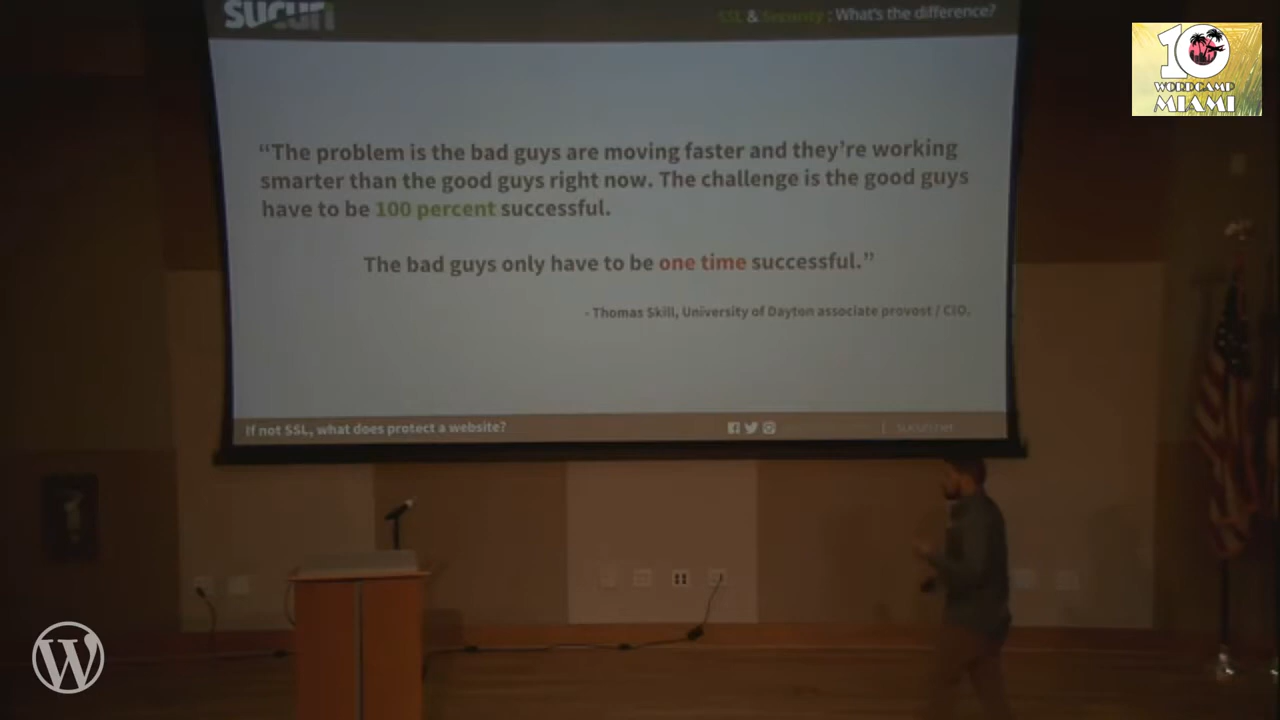 sucuri
SSL & Security : What's the difference?
10
WORDCAMP
MIAMI
“The problem is the bad guys are moving faster and they’re working
smarter than the good guys right now. The challenge is the good guys
have to be 100 percent successful.
The bad guys only have to be one time successful.”
- Thomas Skill, University of Dayton associate provost / CIO.
If not SSL, what does protect a website?
| sucuri.net